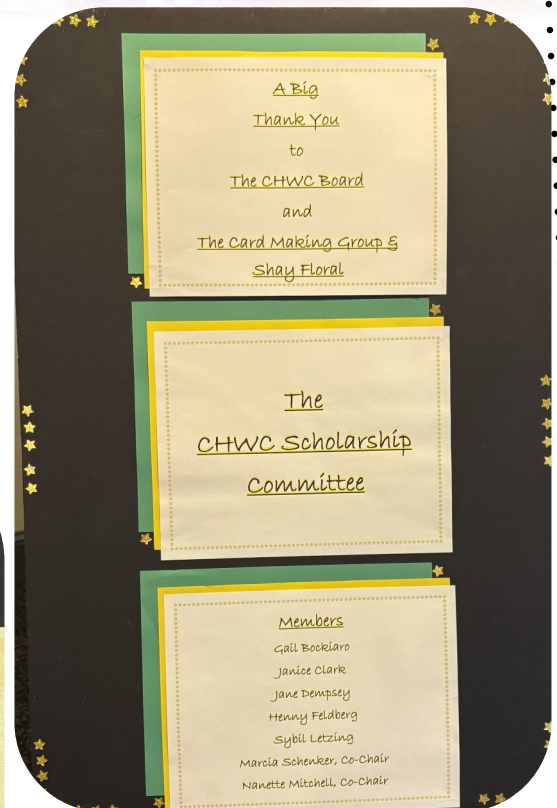 A Big
Thank You
to
The CHWC Board
and
The Card Making Group &
Shay Floral
The
CHWC Scholarship
Committee
Members
Gail Bockiaro
Janice Clark
Jane Dempsey
Henny Feldberg
Sybil Letzing
Marcia Schenker, Co-Chair
Nanette Mitchell, Co-Chair